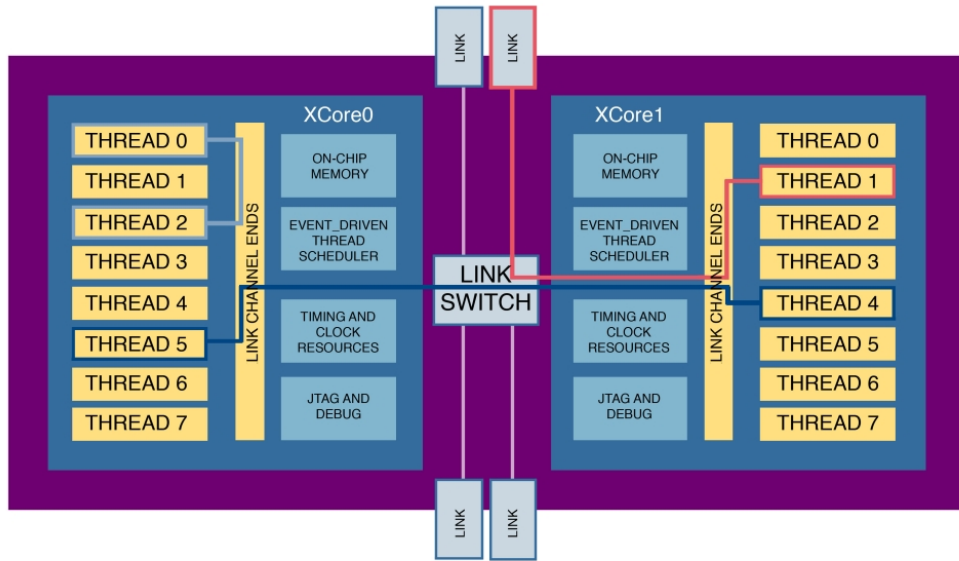 LINK
LINK
XCore0
THREAD 0
THREAD 1
THREAD 2
THREAD 3
THREAD 4
THREAD 5
THREAD 6
THREAD 7
LINK CHANNEL ENDS
ON-CHIP
MEMORY
EVENT_DRIVEN
THREAD
SCHEDULER
TIMING AND
CLOCK
RESOURCES
JTAG AND
DEBUG
LINK
SWITCH
XCore1
ON-CHIP
MEMORY
EVENT_DRIVEN
THREAD
SCHEDULER
TIMING AND
CLOCK
RESOURCES
JTAG AND
DEBUG
LINK CHANNEL ENDS
THREAD 0
THREAD 1
THREAD 2
THREAD 3
THREAD 4
THREAD 5
THREAD 6
THREAD 7
LINK
LINK